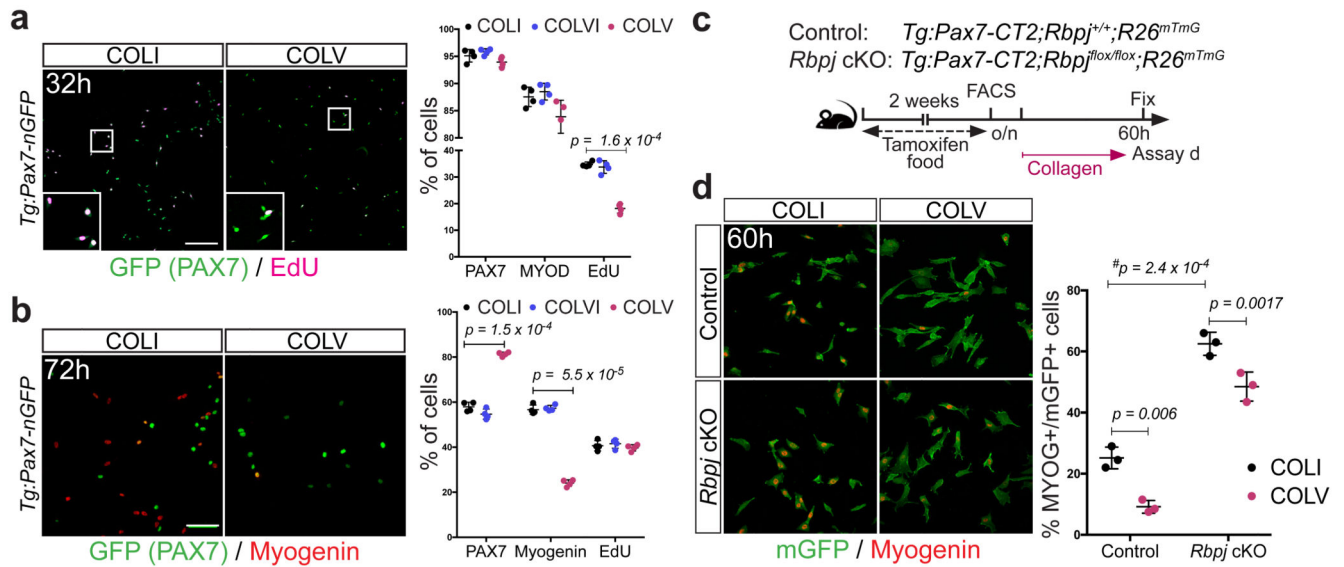 a
COLI COLV
32h
Tg:Pax7-nGFP
GFP (PAX7) / EdU
COLI COLVI COLV
% of cells
100
95
90
85
80
40
30
20
10
0
p = 1.6 x 10-4
PAX7 MYOD EdU
b
COLI COLV
72h
Tg:Pax7-nGFP
GFP (PAX7) / Myogenin
COLI COLVI COLV
% of cells
100
80
60
40
20
0
p = 1.5 x 10-4
p = 5.5 x 10-5
PAX7 Myogenin EdU
c
Control: Tg:Pax7-CT2;Rbpj+/+;R26mTmG
Rbpj cKO: Tg:Pax7-CT2;Rbpjflox/flox;R26mTmG
2 weeks FACS Fix
Tamoxifen food
o/n
60h
Collagen
Assay d
d
COLI COLV
60h
Control
Rbpj cKO
mGFP / Myogenin
% MYOG+/mGFP+ cells
80
60
40
20
0
#p = 2.4 x 10-4
p = 0.0017
p = 0.006
COLI
COLV
Control Rbpj cKO